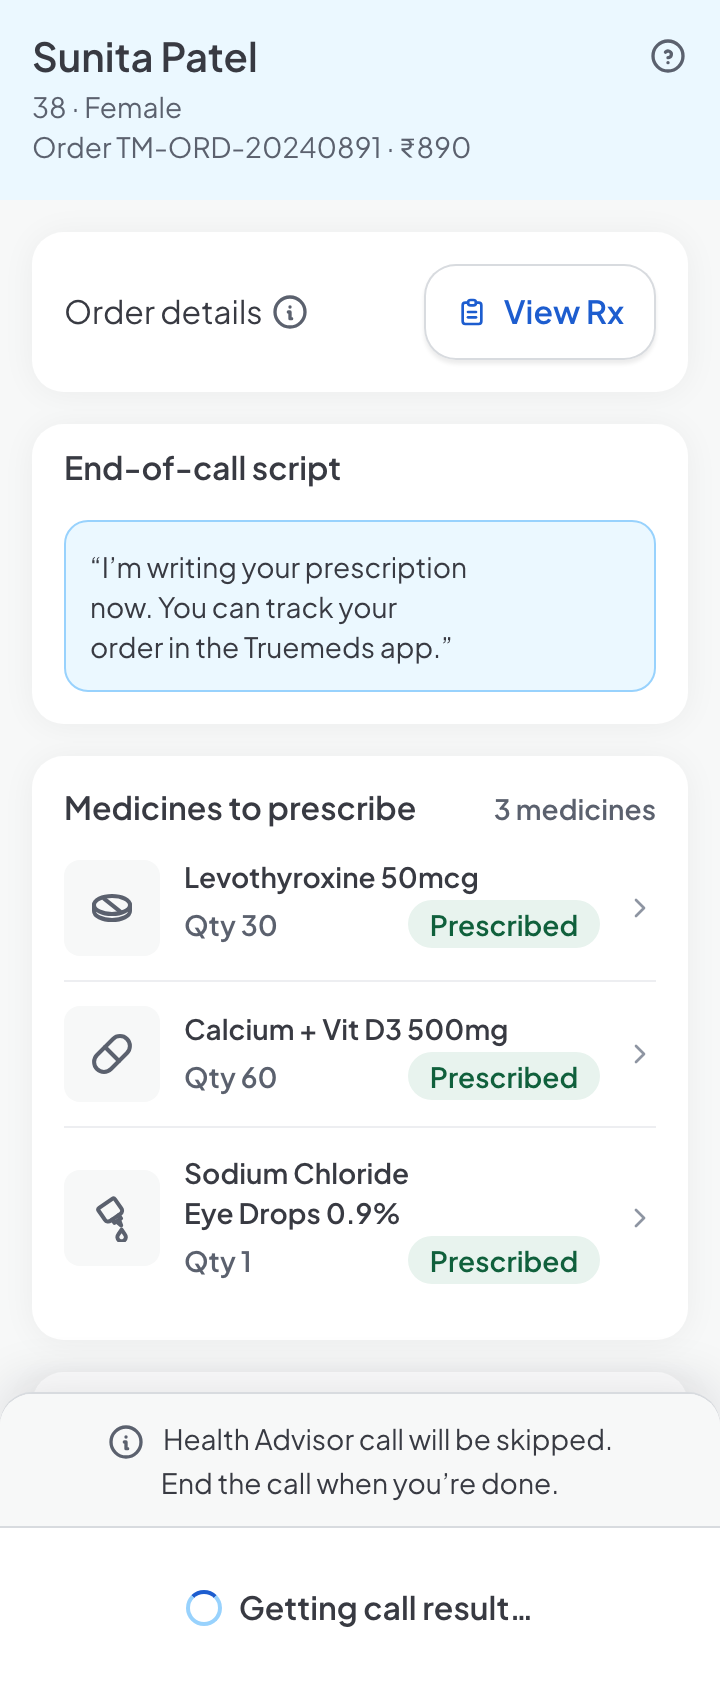 Sunita Patel
38 · Female
Order TM-ORD-20240891 · ₹890
Order details
View Rx
End-of-call script
“I’m writing your prescription
now. You can track your
order in the Truemeds app.”
Medicines to prescribe
3 medicines
Levothyroxine 50mcg
Qty 30
Prescribed
Calcium + Vit D3 500mg
Qty 60
Prescribed
Sodium Chloride
Eye Drops 0.9%
Qty 1
Prescribed
Health Advisor call will be skipped.
End the call when you’re done.
Getting call result...